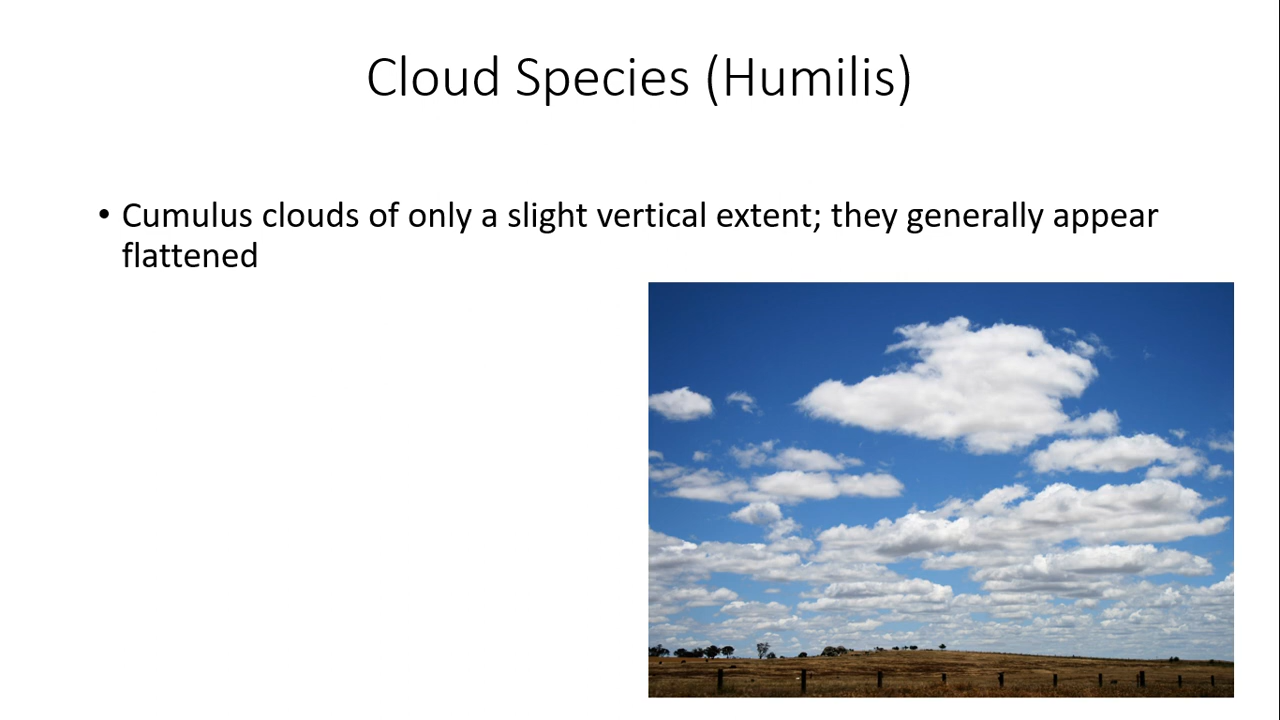 Cloud Species (Humilis)
• Cumulus clouds of only a slight vertical extent; they generally appear
flattened